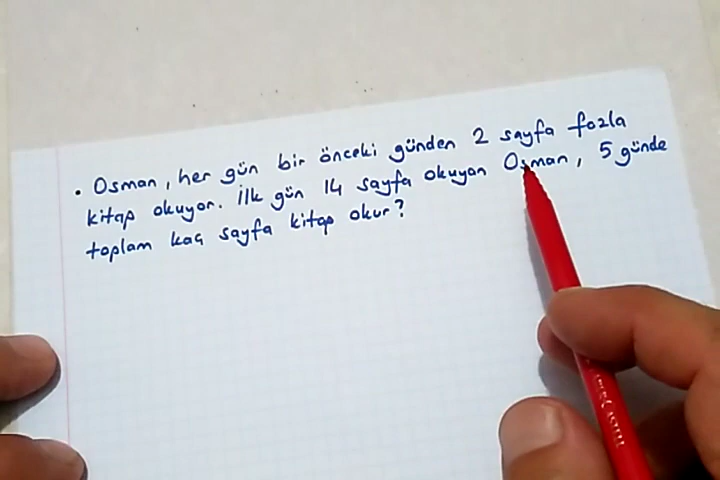 • Osman, her gün bir önceki günden 2 sayfa fazla
kitap okuyor. İlk gün 14 sayfa okuyan Osman, 5 günde
toplam kaç sayfa kitap okur?